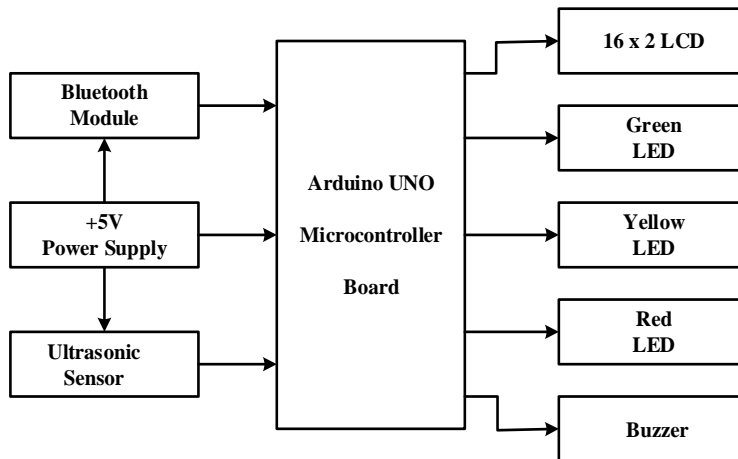 Bluetooth
Module
+5V
Power Supply
Ultrasonic
Sensor
Arduino UNO
Microcontroller
Board
16 x 2 LCD
Green
LED
Yellow
LED
Red
LED
Buzzer